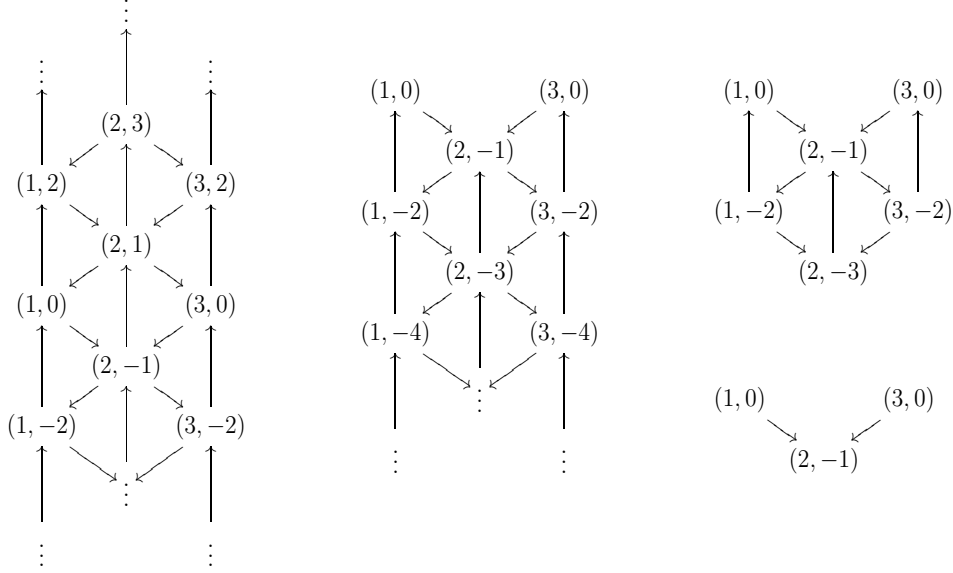 ⋮
⋮ ⋮
(2, 3)
(1, 2) (3, 2)
(2, 1)
(1, 0) (3, 0)
(2, −1)
(1, −2) (3, −2)
⋮
⋮ ⋮
(1, 0) (3, 0)
(2, −1)
(1, −2) (3, −2)
(2, −3)
(1, −4) (3, −4)
⋮
⋮ ⋮
(1, 0) (3, 0)
(2, −1)
(1, −2) (3, −2)
(2, −3)
(1, 0) (3, 0)
(2, −1)